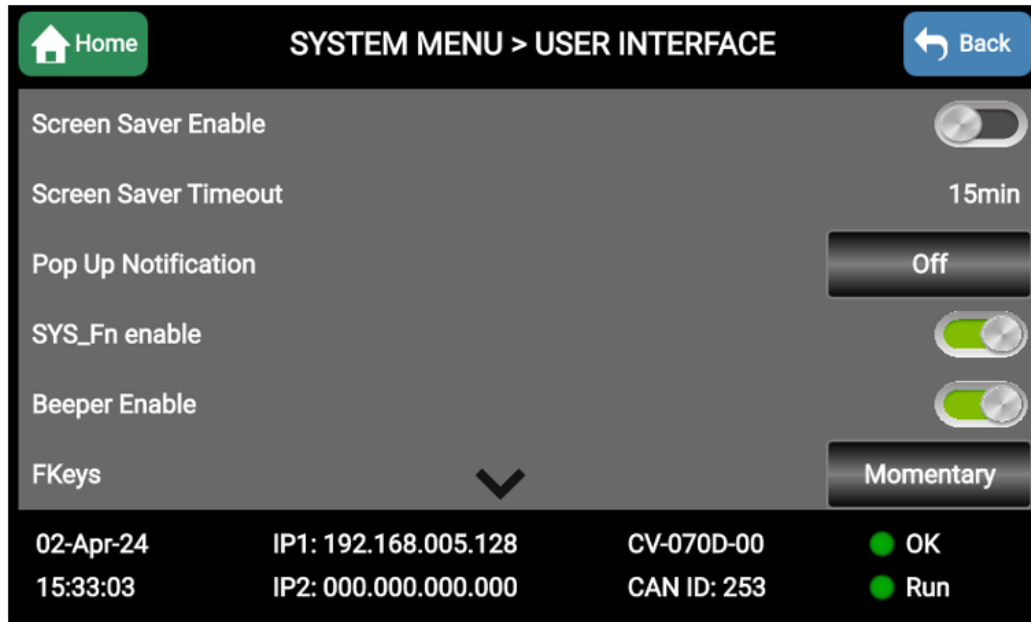 Home SYSTEM MENU > USER INTERFACE Back
Screen Saver Enable
Screen Saver Timeout 15min
Pop Up Notification Off
SYS_Fn enable
Beeper Enable
FKeys Momentary
02-Apr-24 IP1: 192.168.005.128 CV-070D-00 OK
15:33:03 IP2: 000.000.000.000 CAN ID: 253 Run